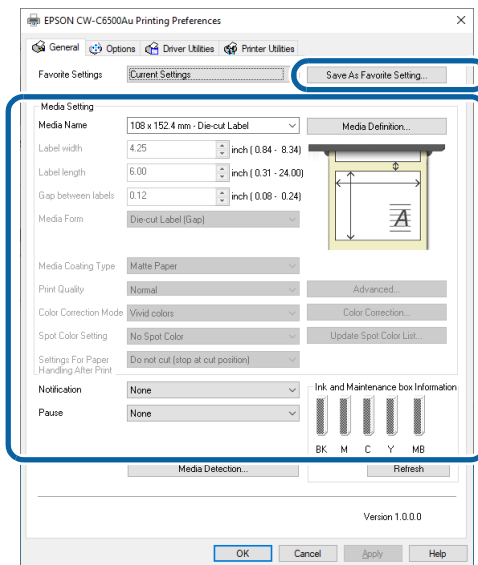 EPSON CW-C6500Au Printing Preferences
General Options Driver Utilities Printer Utilities
Favorite Settings Current Settings Save As Favorite Setting...
Media Setting
Media Name 108 x 152.4 mm - Die-cut Label Media Definition...
Label width 4.25 inch ( 0.84 - 8.34)
Label length 6.00 inch ( 0.31 - 24.00)
Gap between labels 0.12 inch ( 0.08 - 0.24)
Media Form Die-cut Label (Gap)
A
Media Coating Type Matte Paper
Print Quality Normal Advanced...
Color Correction Mode Vivid colors Color Correction...
Spot Color Setting No Spot Color Update Spot Color List...
Settings For Paper Do not cut (stop at cut position)
Handling After Print
Notification None Ink and Maintenance box Information
Pause None
BK M C Y MB
Media Detection... Refresh
Version 1.0.0.0
OK Cancel Apply Help